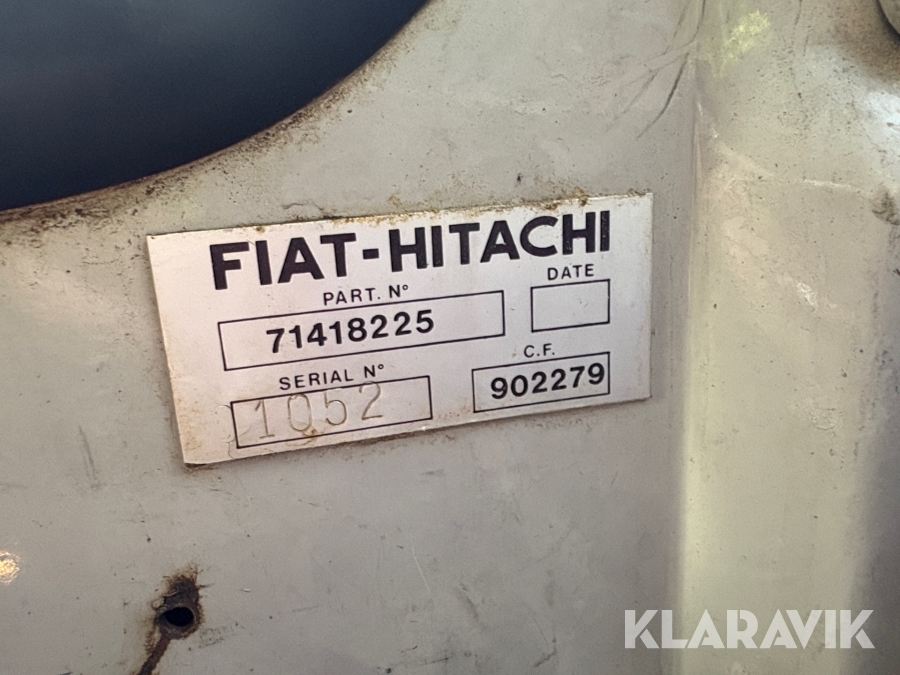 FIAT-HITACHI
PART. N° DATE
71418225
SERIAL N° C.F.
1052 902279
KLARAVIK